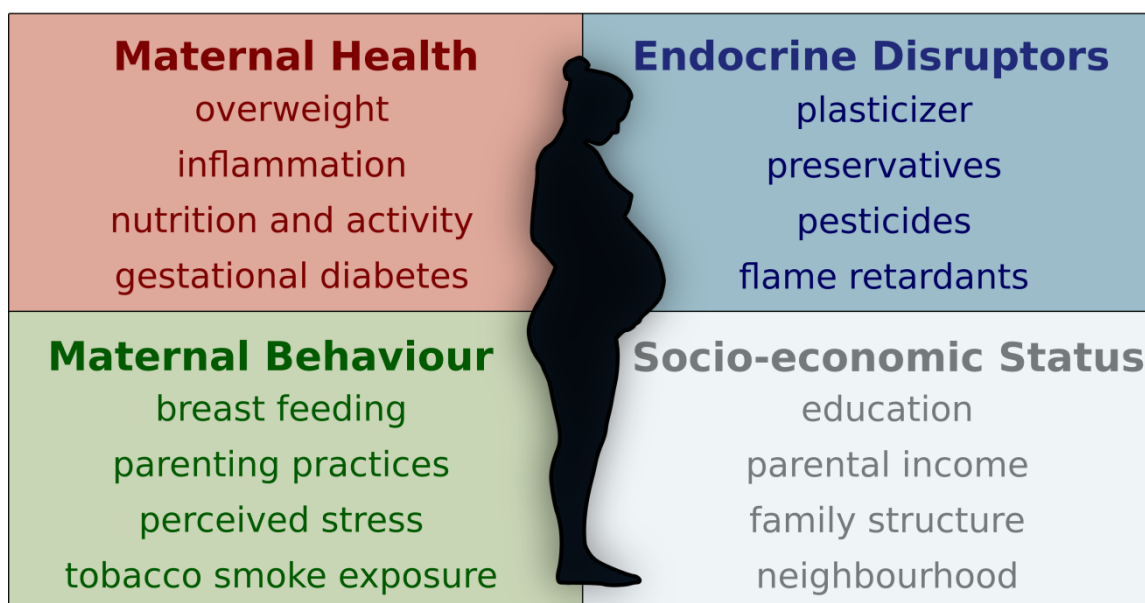 Maternal Health
overweight
inflammation
nutrition and activity
gestational diabetes
Endocrine Disruptors
plasticizer
preservatives
pesticides
flame retardants
Maternal Behaviour
breast feeding
parenting practices
perceived stress
tobacco smoke exposure
Socio-economic Status
education
parental income
family structure
neighbourhood